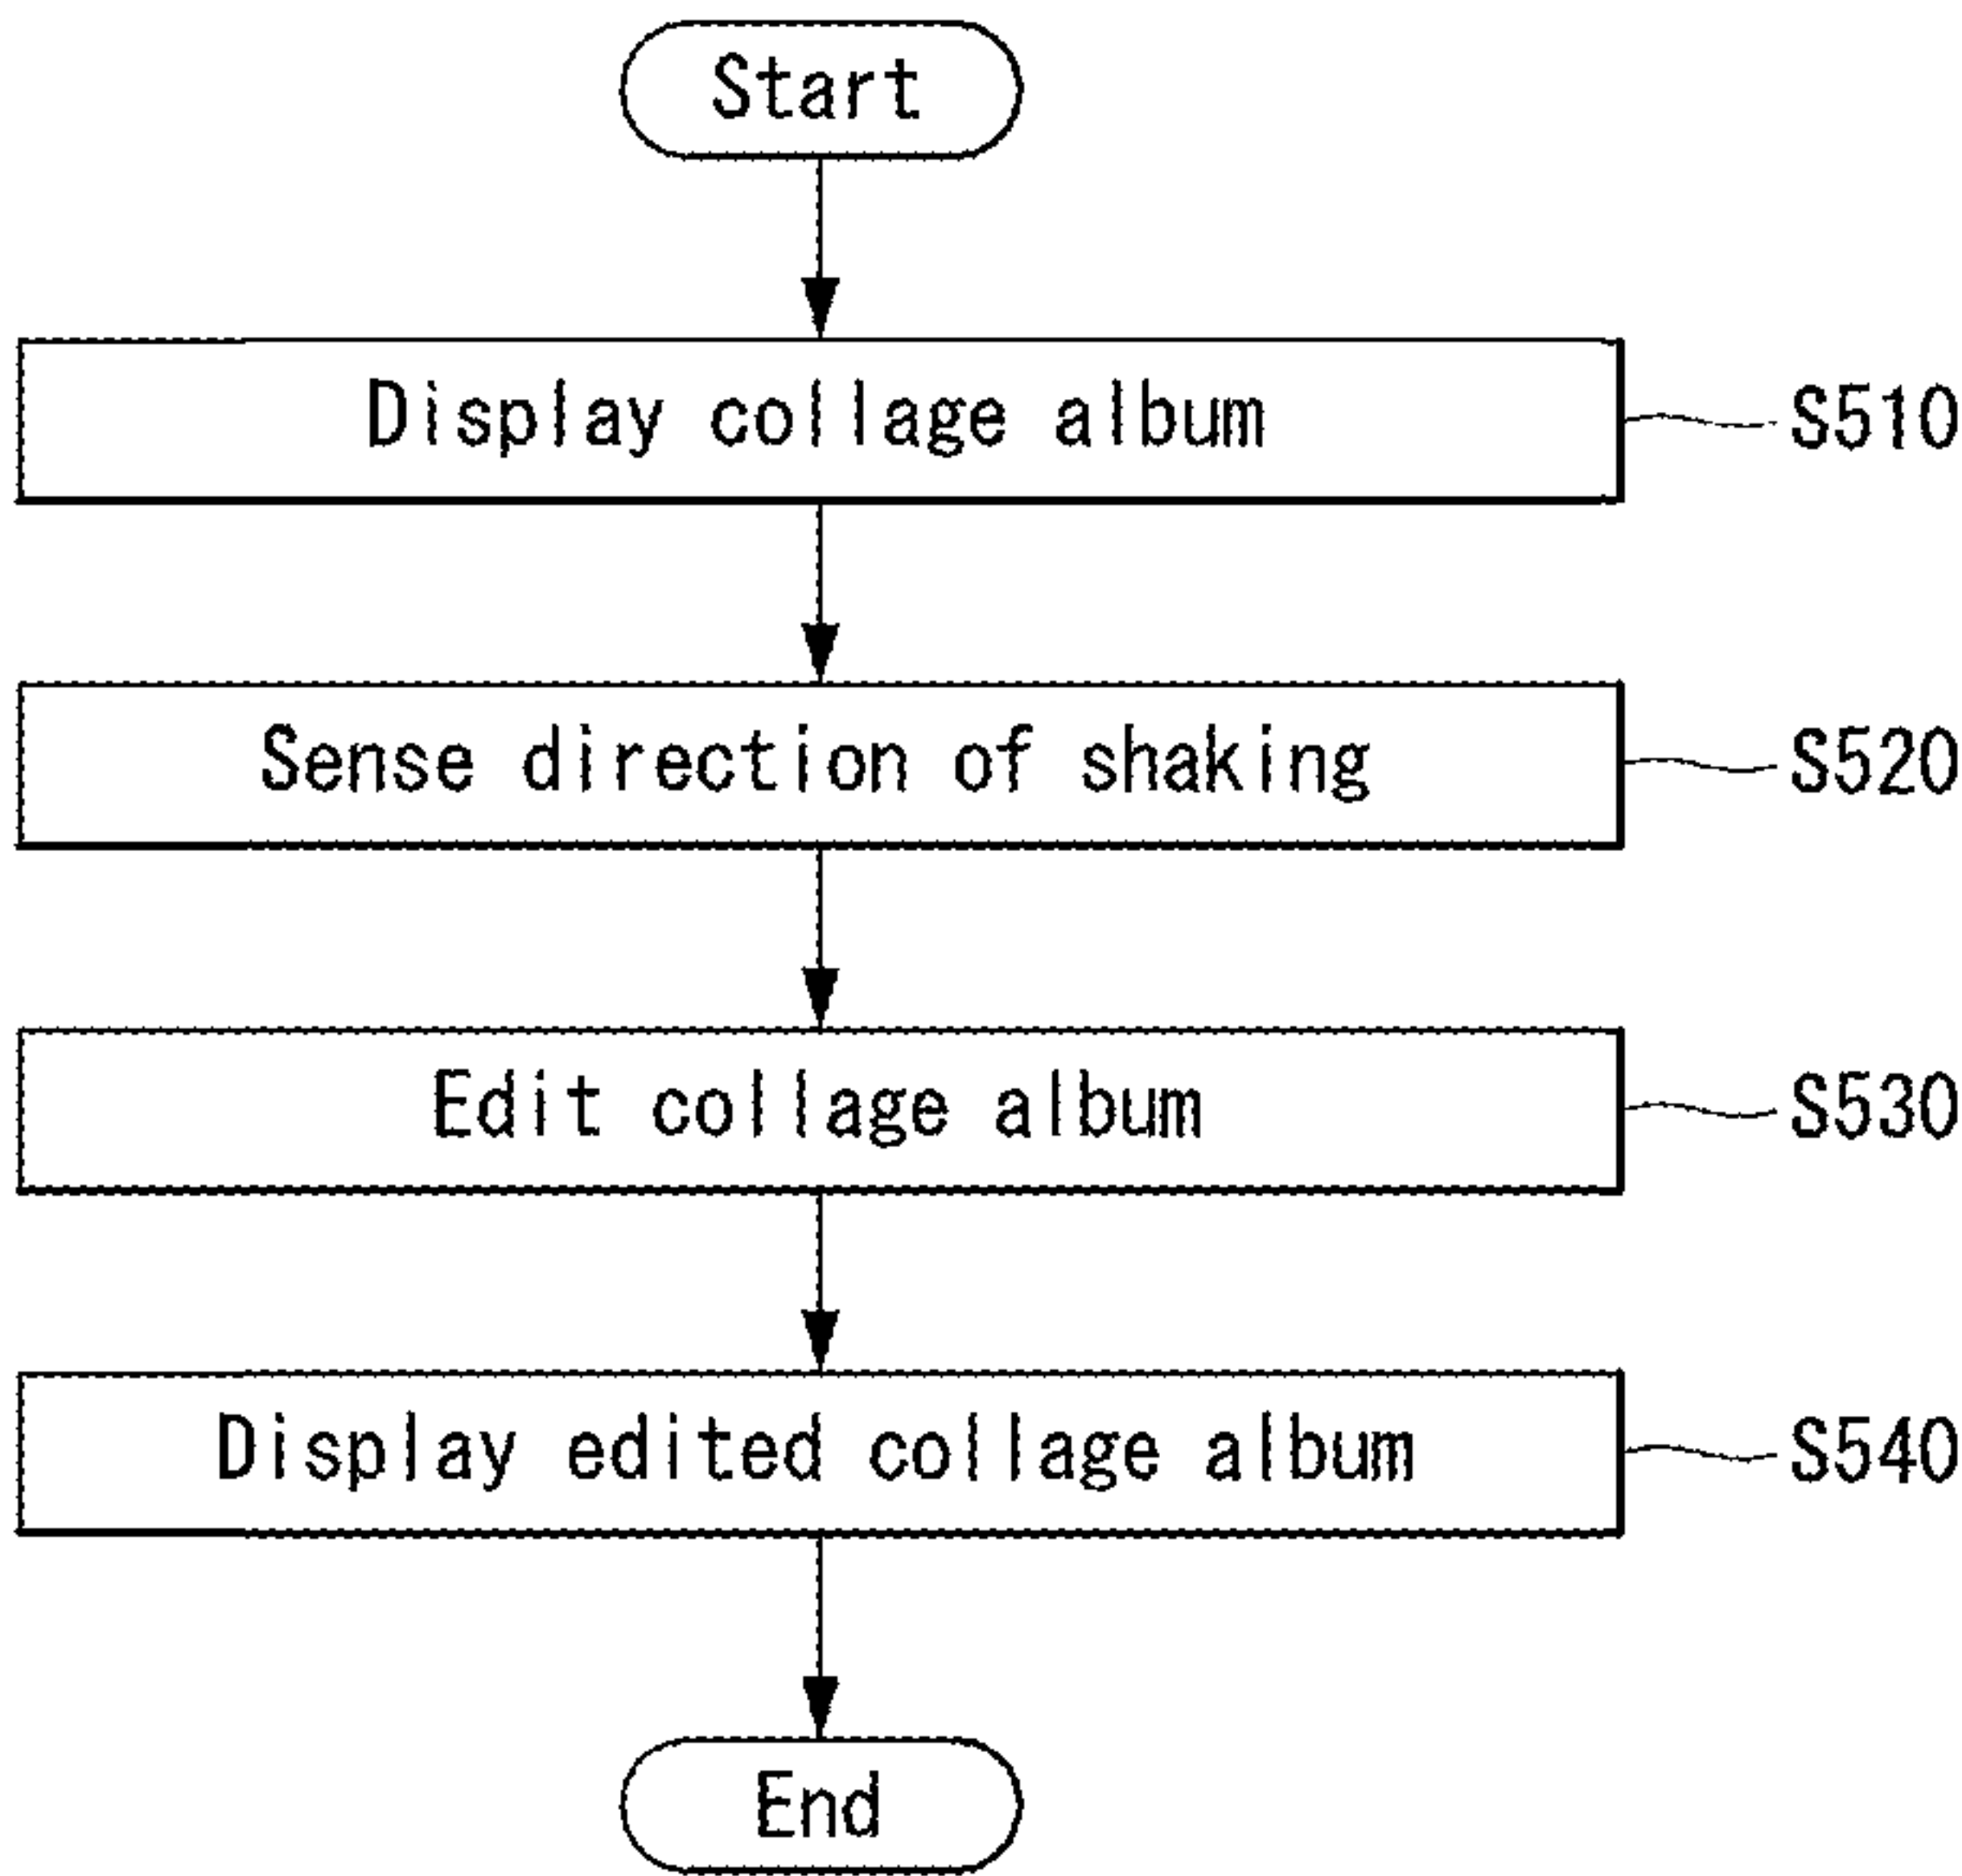 Start
Display collage album
S510
Sense direction of shaking
S520
Edit collage album
S530
Display edited collage album
S540
End